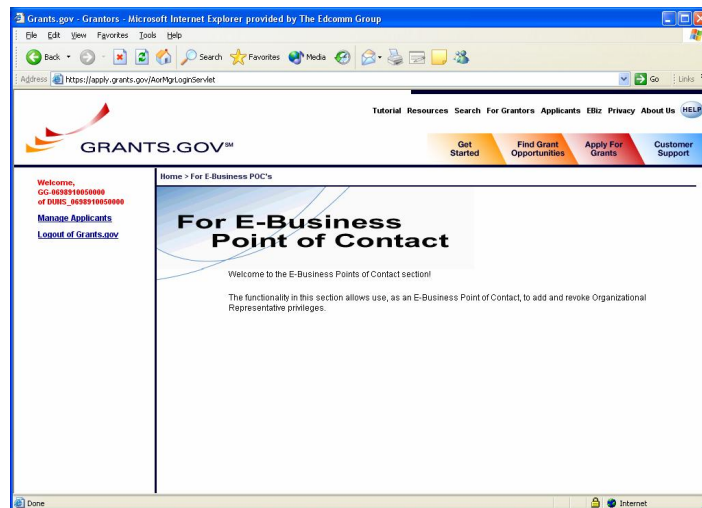 Grants.gov - Grantors - Microsoft Internet Explorer provided by The Edcomm Group
File Edit View Favorites Tools Help
Back Search Favorites Media
Address https://apply.grants.gov/AorMgrLoginServlet Go Links
Tutorial Resources Search For Grantors Applicants EBiz Privacy About Us HELP
GRANTS.GOV℠
Get Started
Find Grant Opportunities
Apply For Grants
Customer Support
Welcome,
GG-0698910050000
of DUNS_0698910050000
Manage Applicants
Logout of Grants.gov
Home > For E-Business POC's
For E-Business
Point of Contact
Welcome to the E-Business Points of Contact section!
The functionality in this section allows use, as an E-Business Point of Contact, to add and revoke Organizational
Representative privileges.
Done Internet